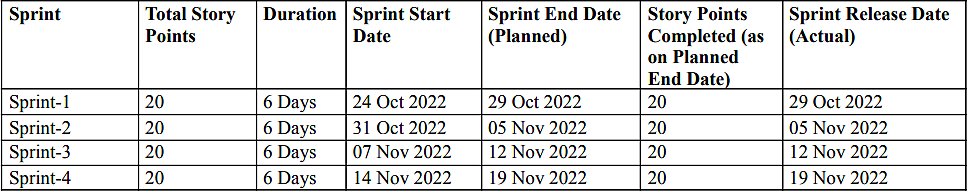 Sprint Total Story Points Duration Sprint Start Date Sprint End Date (Planned) Story Points Completed (as on Planned End Date) Sprint Release Date (Actual)
Sprint-1 20 6 Days 24 Oct 2022 29 Oct 2022 20 29 Oct 2022
Sprint-2 20 6 Days 31 Oct 2022 05 Nov 2022 20 05 Nov 2022
Sprint-3 20 6 Days 07 Nov 2022 12 Nov 2022 20 12 Nov 2022
Sprint-4 20 6 Days 14 Nov 2022 19 Nov 2022 20 19 Nov 2022